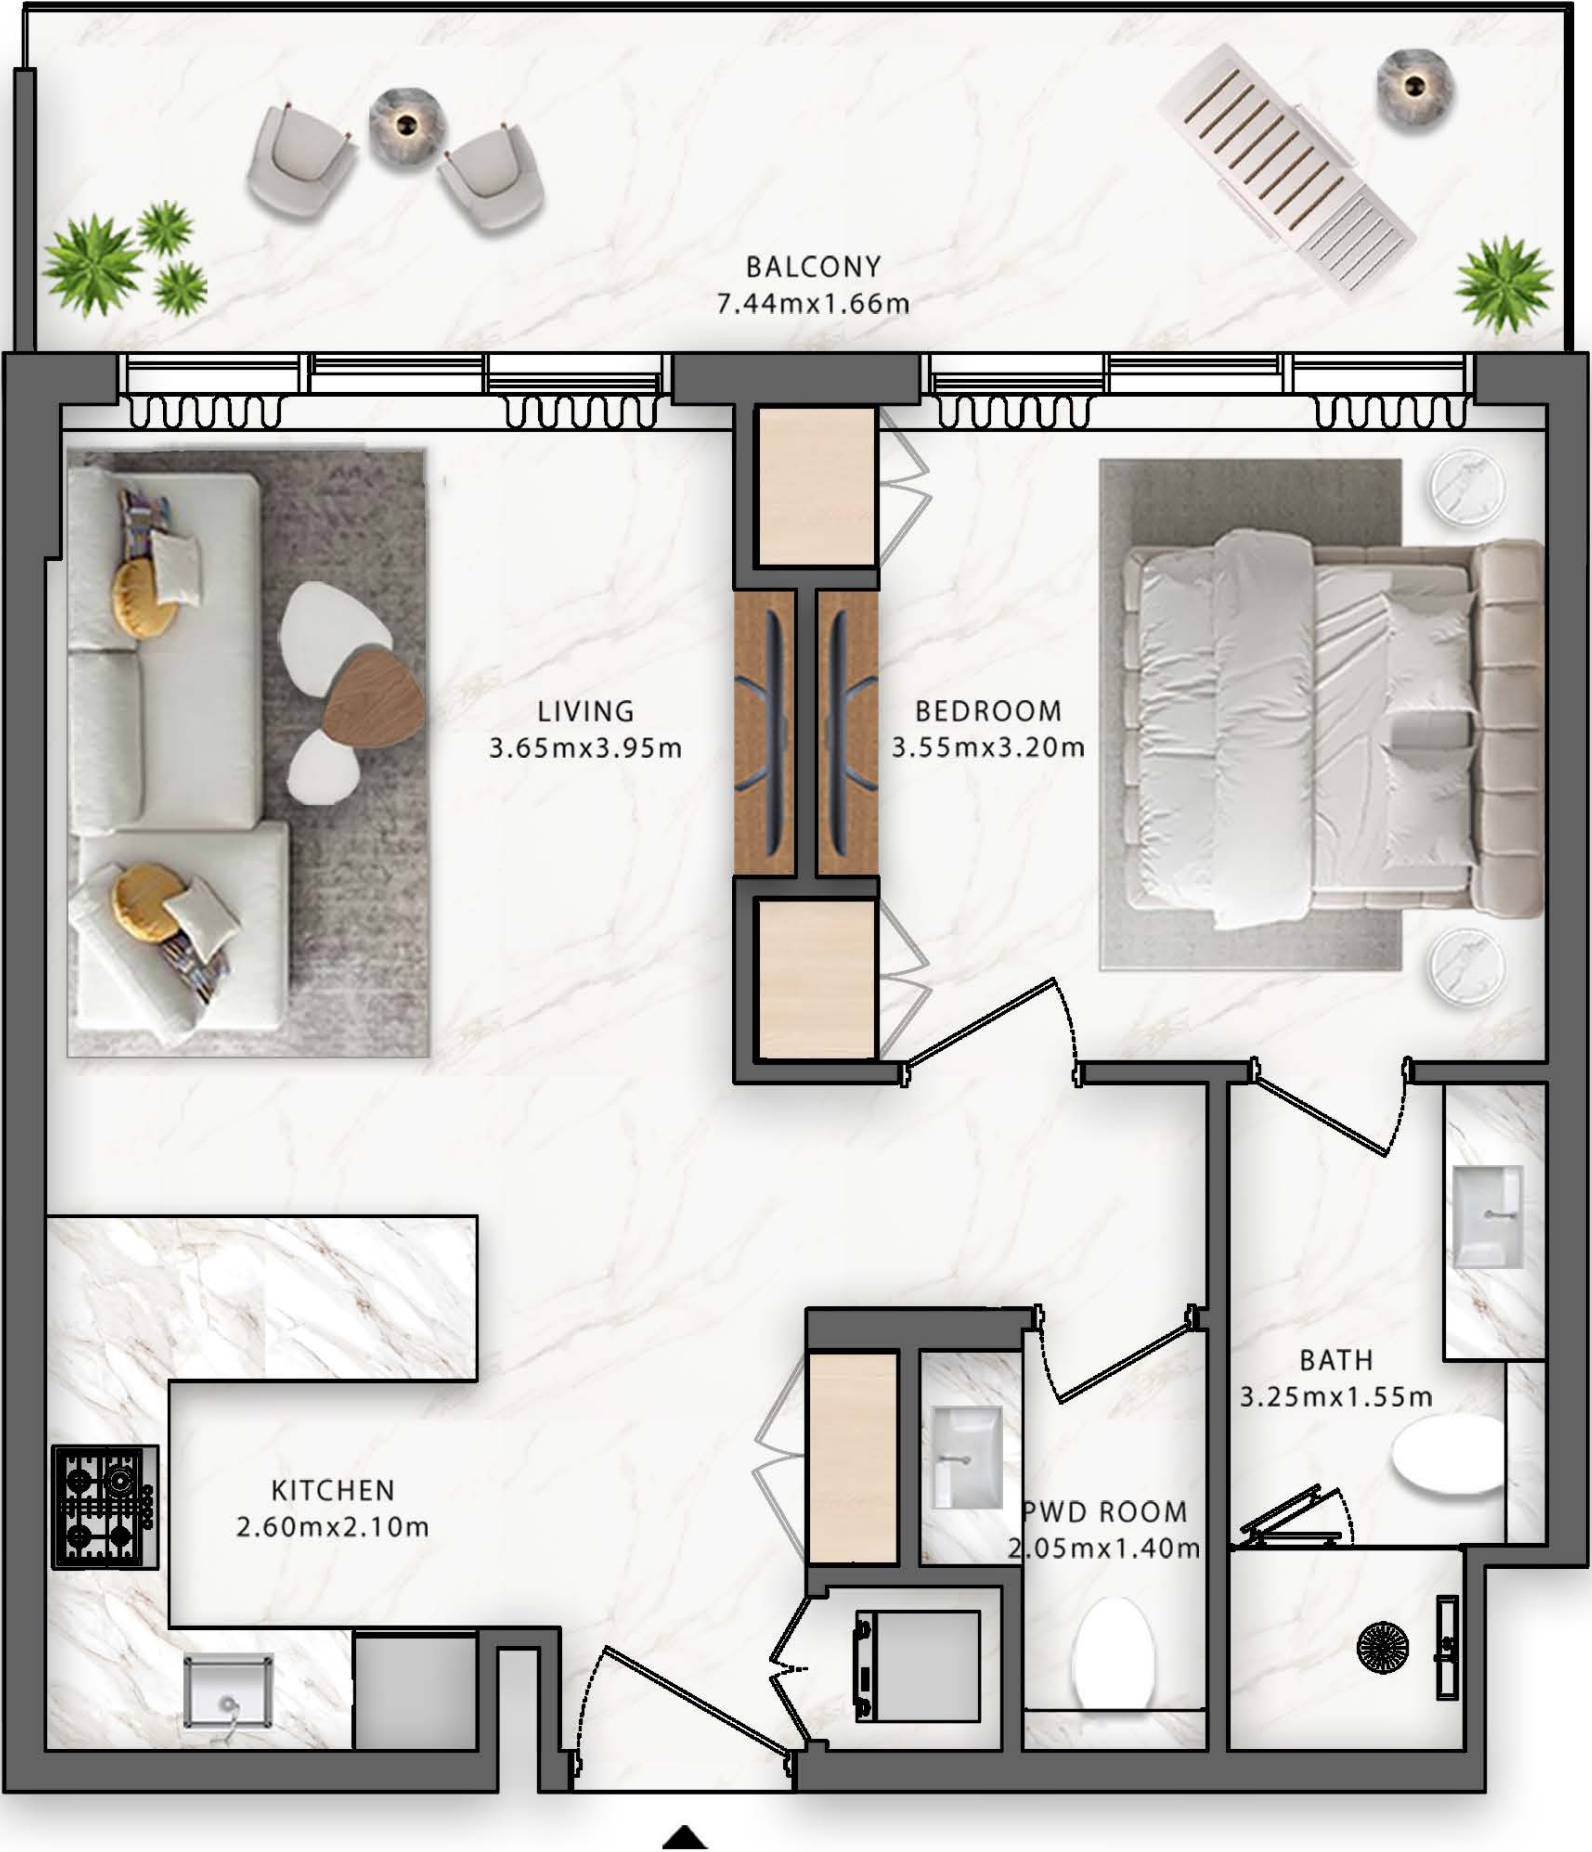 BALCONY
7.44mx1.66m
LIVING
3.65mx3.95m
BEDROOM
3.55mx3.20m
BATH
3.25mx1.55m
KITCHEN
2.60mx2.10m
PWD ROOM
2.05mx1.40m